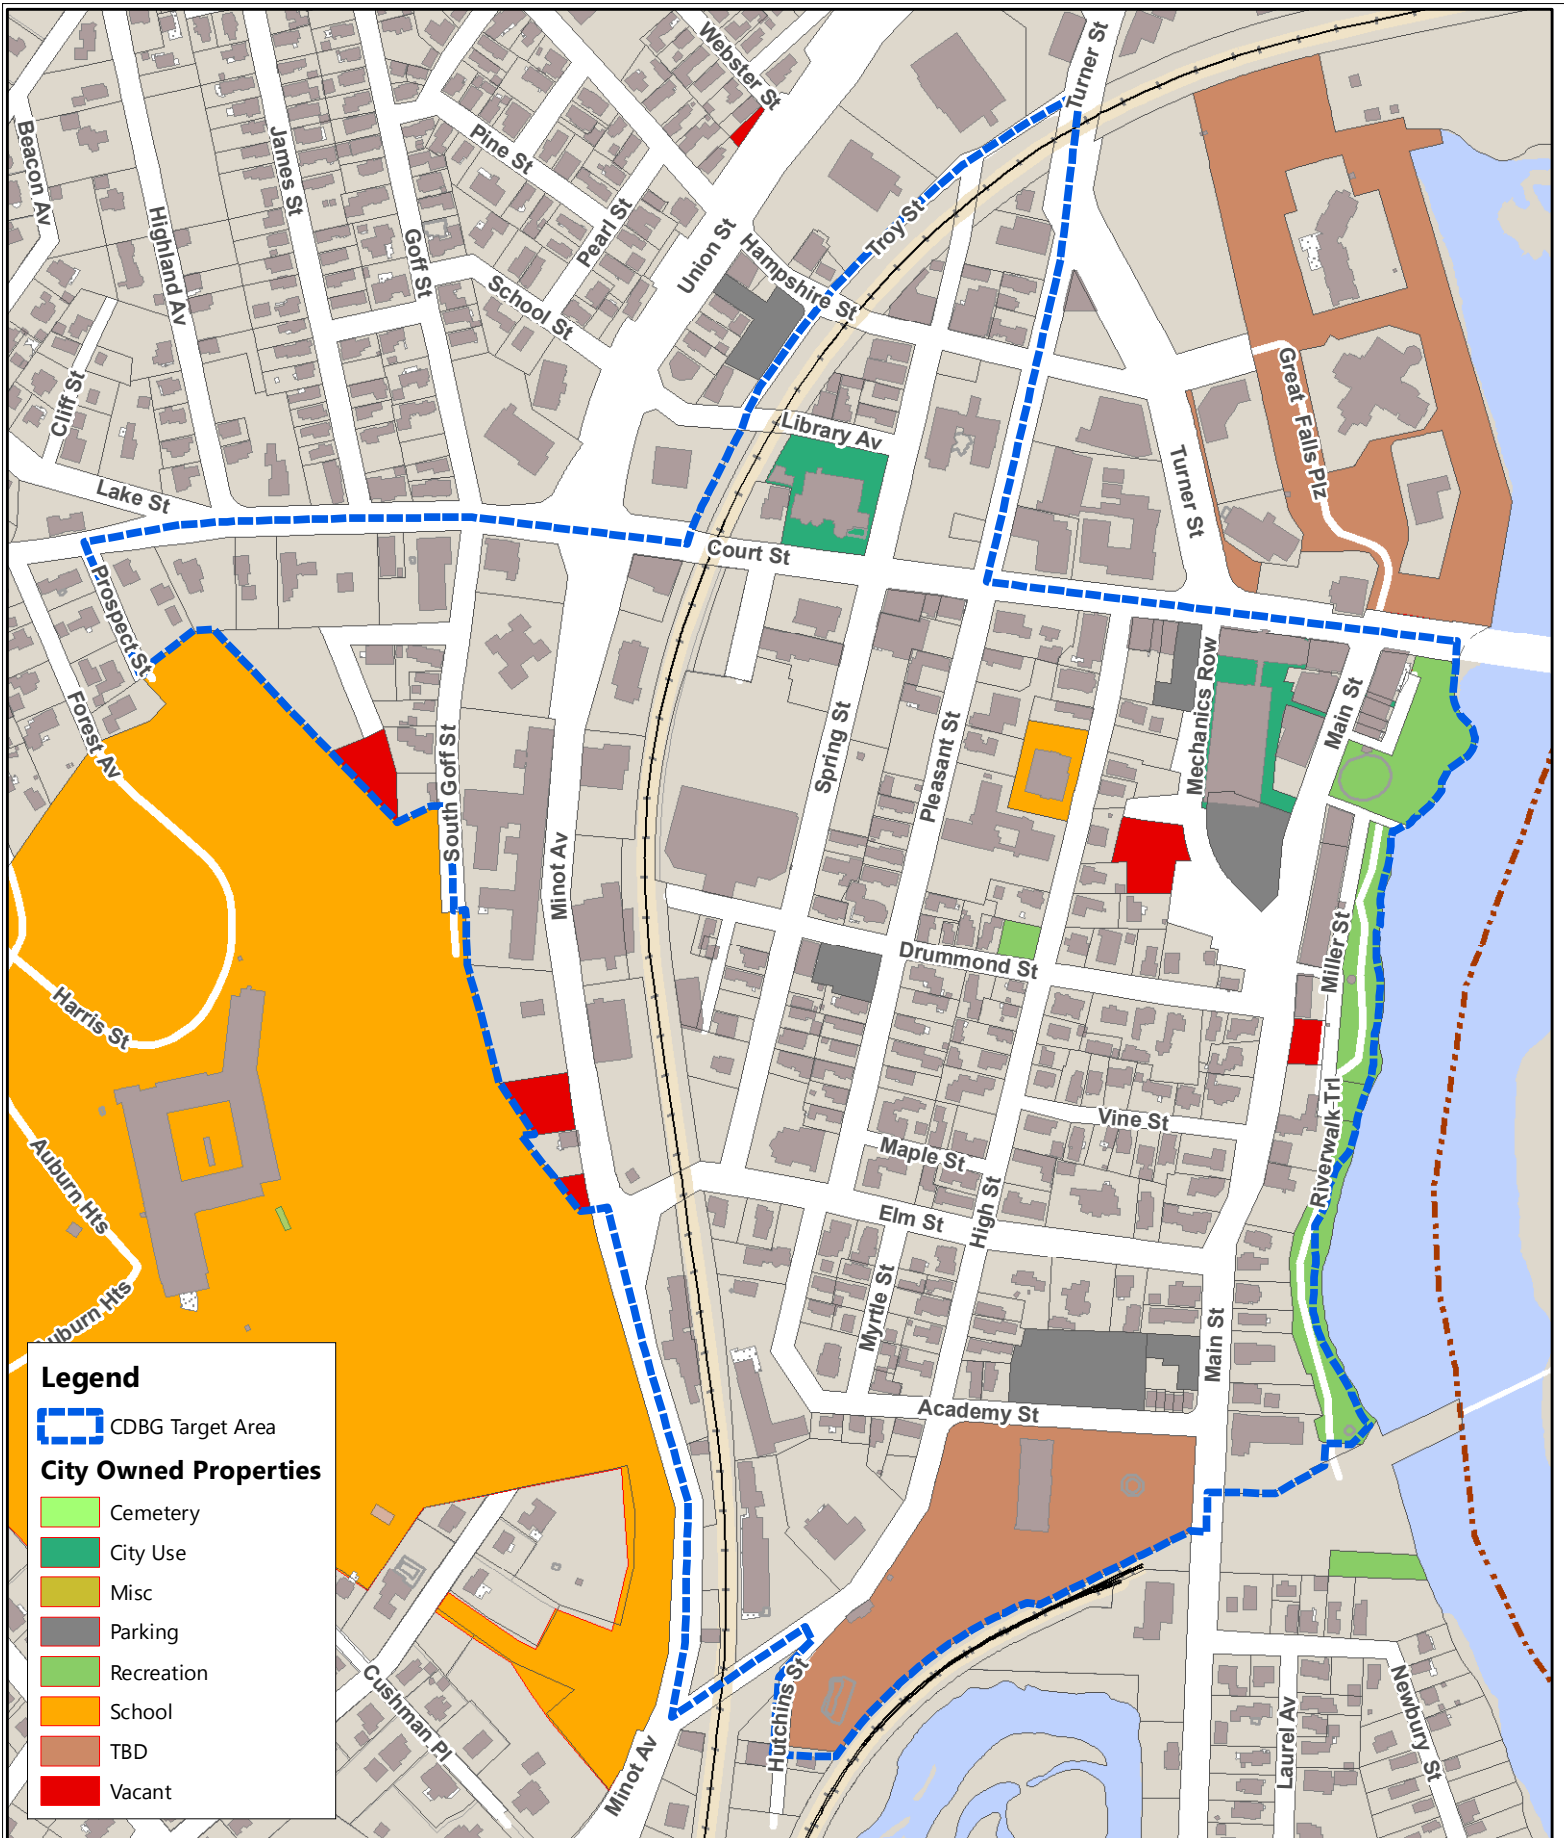 Webster St
Turner St
Beacon Av
James St
Pine St
Highland Av
Goff St
Pearl St
Union St
Troy St
Hampshire St
School St
Cliff St
Great Falls Plz
Library Av
Turner St
Lake St
Court St
Prospect St
Forest Av
South Goff St
Minot Av
Spring St
Pleasant St
Mechanics Row
Main St
Drummond St
Miller St
Harris St
Riverwalk Trl
Vine St
Maple St
Auburn Hts
High St
Elm St
Auburn Hts
Myrtle St
Main St
Academy St
Cushman Pl
Minot Av
Hutchins St
Laurel Av
Newbury St
Legend
CDBG Target Area
City Owned Properties
Cemetery
City Use
Misc
Parking
Recreation
School
TBD
Vacant